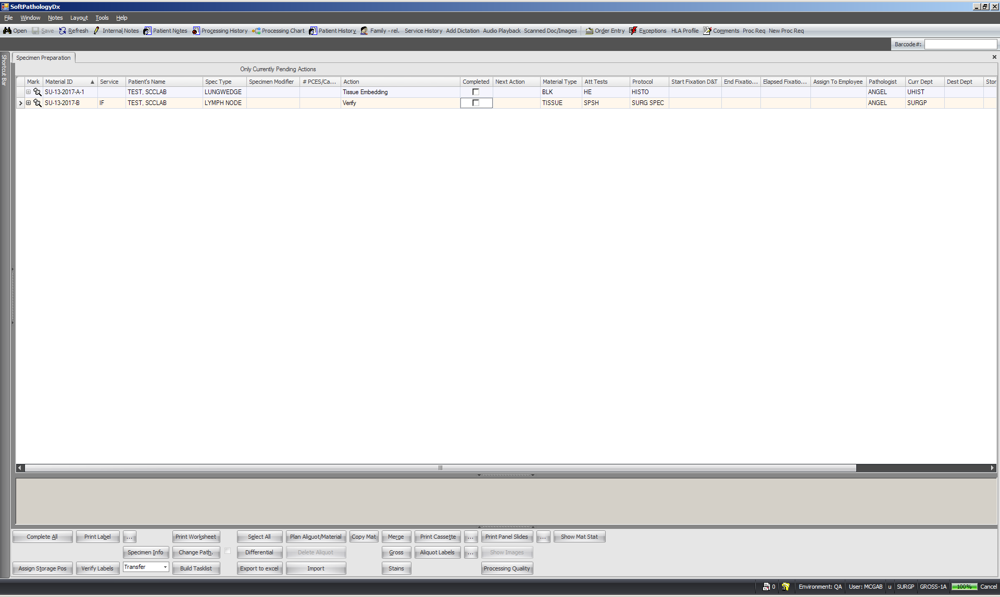 SoftPathologyDx
File Window Notes Layout Tools Help
Open Save Refresh Internal Notes Patient Notes Processing History Processing Chart Patient History Family - rel. Service History Add Dictation Audio Playback Scanned Doc/Images Order Entry Exceptions HLA Profile Comments Proc Req New Proc Req
Barcode#:
Shortcut Bar
Specimen Preparation
Only Currently Pending Actions
Mark Material ID Service Patient's Name Spec Type Specimen Modifier # PCES/Ca... Action Completed Next Action Material Type Att Tests Protocol Start Fixation D&T End Fixatio... Elapsed Fixatio... Assign To Employee Pathologist Curr Dept Dest Dept Stor
SU-13-2017-A-1 TEST, SCCLAB LUNGWEDGE Tissue Embedding BLK HE HISTO ANGEL UHIST
SU-13-2017-B IF TEST, SCCLAB LYMPH NODE Verify TISSUE SPSH SURG SPEC ANGEL SURGP
Complete All Print Label ... Print Worksheet Select All Plan Aliquot/Material Copy Mat Merge Print Cassette ... Print Panel Slides ... Show Mat Stat
Specimen Info Change Path. Differential Delete Aliquot Gross Aliquot Labels ... Show Images
Assign Storage Pos Verify Labels Transfer Build Tasklist Export to excel Import Stains Processing Quality
0 Environment: QA User: MCGAB u SURGP GROSS-1A 100% Cancel